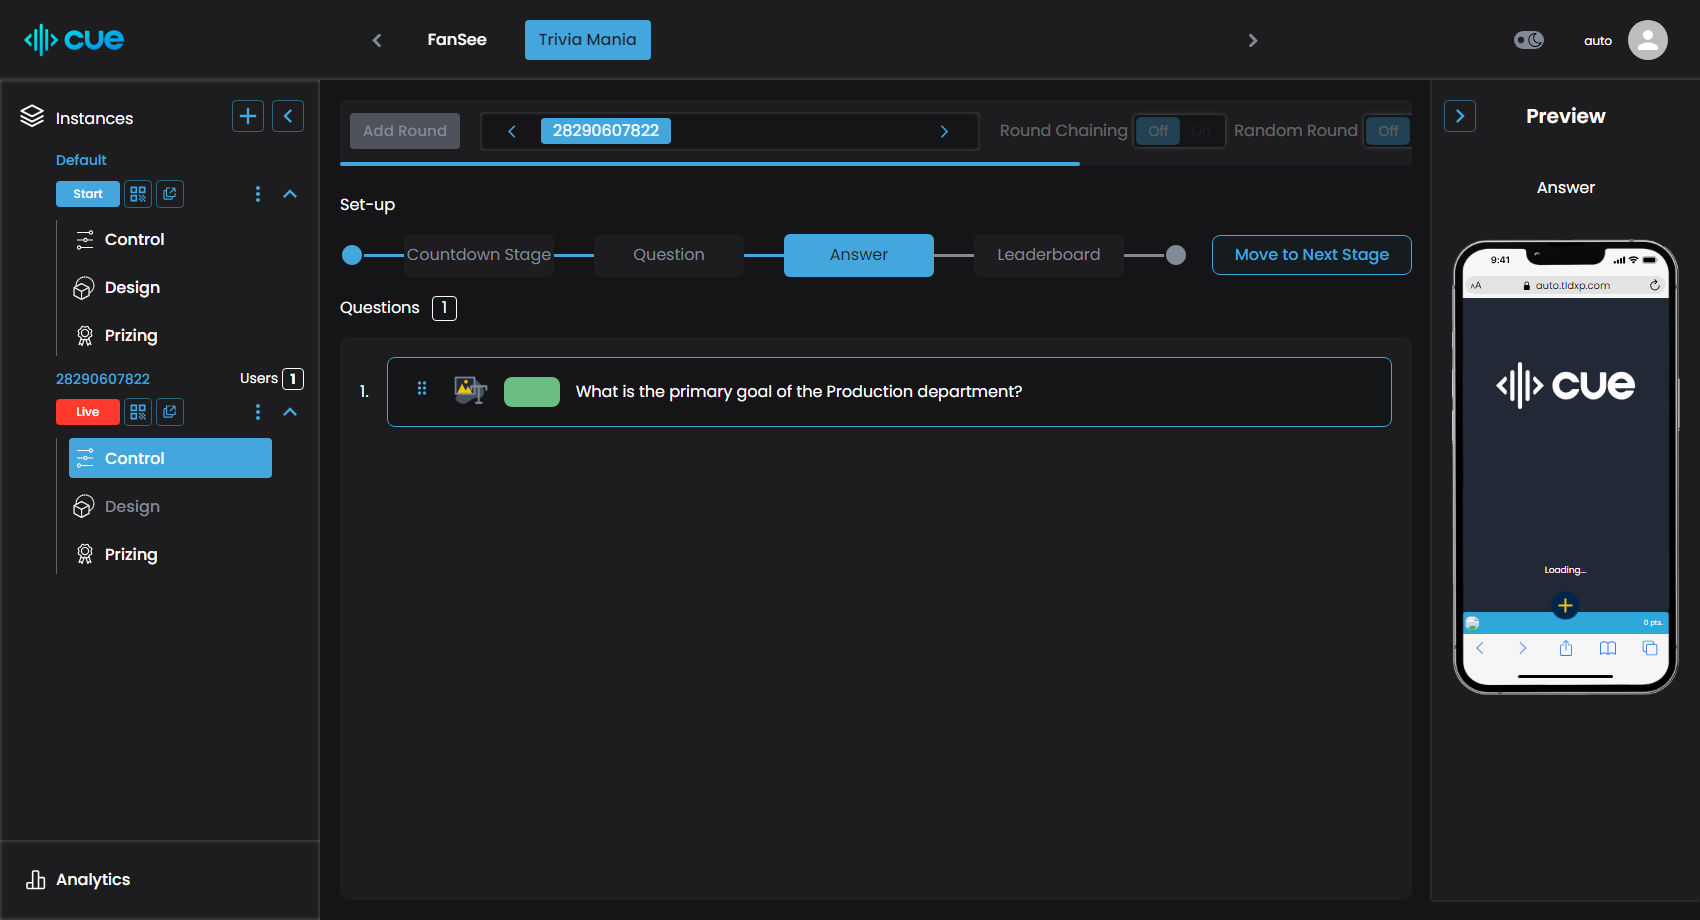 cue
FanSee
Trivia Mania
auto
Instances
Default
Start
Control
Design
Prizing
28290607822
Users 1
Live
Control
Design
Prizing
Analytics
Add Round
28290607822
Round Chaining
Off
On
Random Round
Off
Set-up
Countdown Stage
Question
Answer
Leaderboard
Move to Next Stage
Questions 1
1.
What is the primary goal of the Production department?
Preview
Answer
9:41
AA
auto.tldxp.com
cue
Loading...
0 pts.